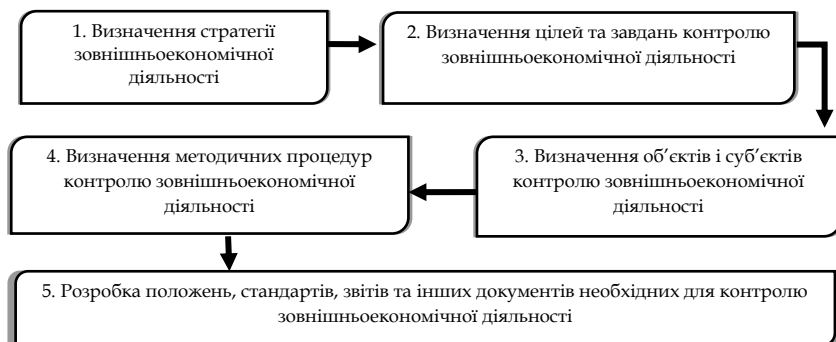 1. Визначення стратегії
зовнішньоекономічної
діяльності
2. Визначення цілей та завдань контролю
зовнішньоекономічної діяльності
3. Визначення об’єктів і суб’єктів
контролю зовнішньоекономічної
діяльності
4. Визначення методичних процедур
контролю зовнішньоекономічної
діяльності
5. Розробка положень, стандартів, звітів та інших документів необхідних для контролю
зовнішньоекономічної діяльності